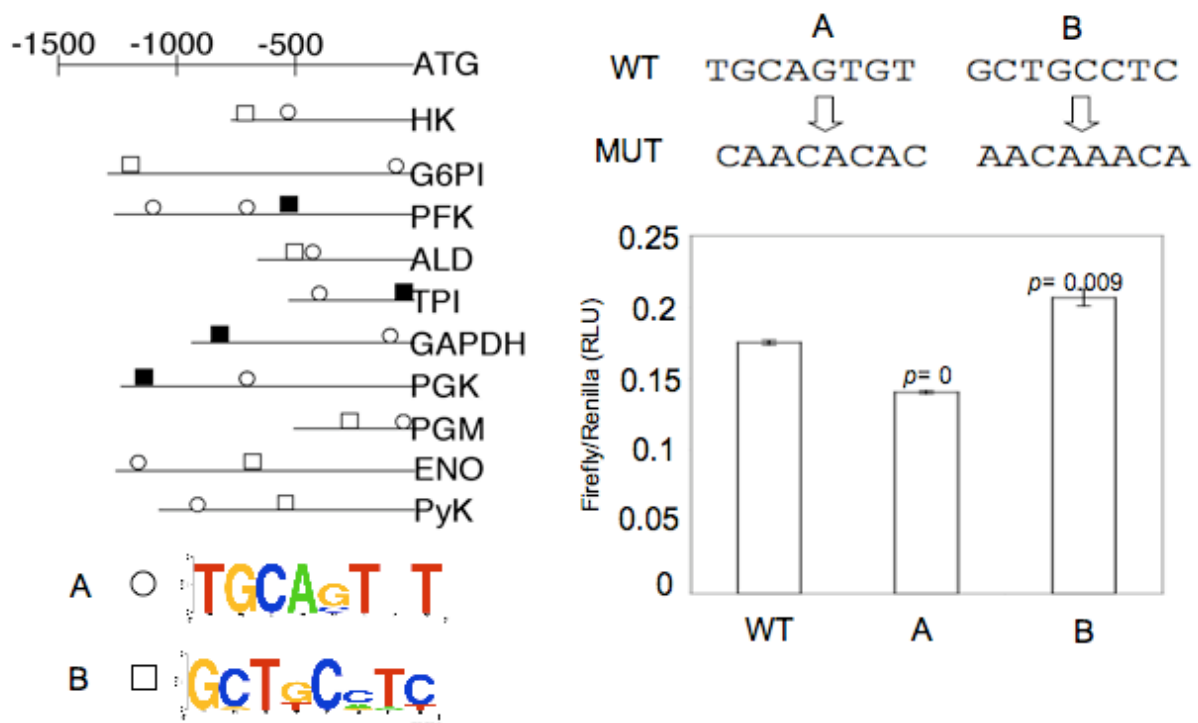 -1500 -1000 -500
ATG
HK
G6PI
PFK
ALD
TPI
GAPDH
PGK
PGM
ENO
PyK
A TGCAGT T
B GCTGCCTC
A B
WT TGCAGTGT GCTGCCTC
MUT CAACACAC AACAAACA
Firefly/Renilla (RLU)
0.25
0.2
0.15
0.1
0.05
0
p= 0
p= 0.009
WT A B